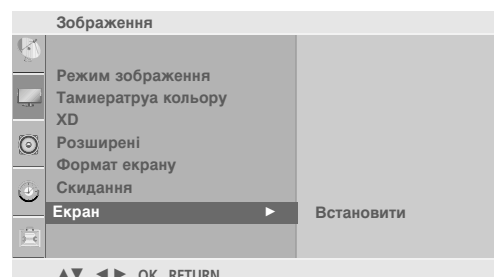 Зображення
Режим зображення
Тамиератруа кольору
XD
Розширені
Формат екрану
Скидання
Екран ► Встановити
▲▼ ◄ ► OK RETURN